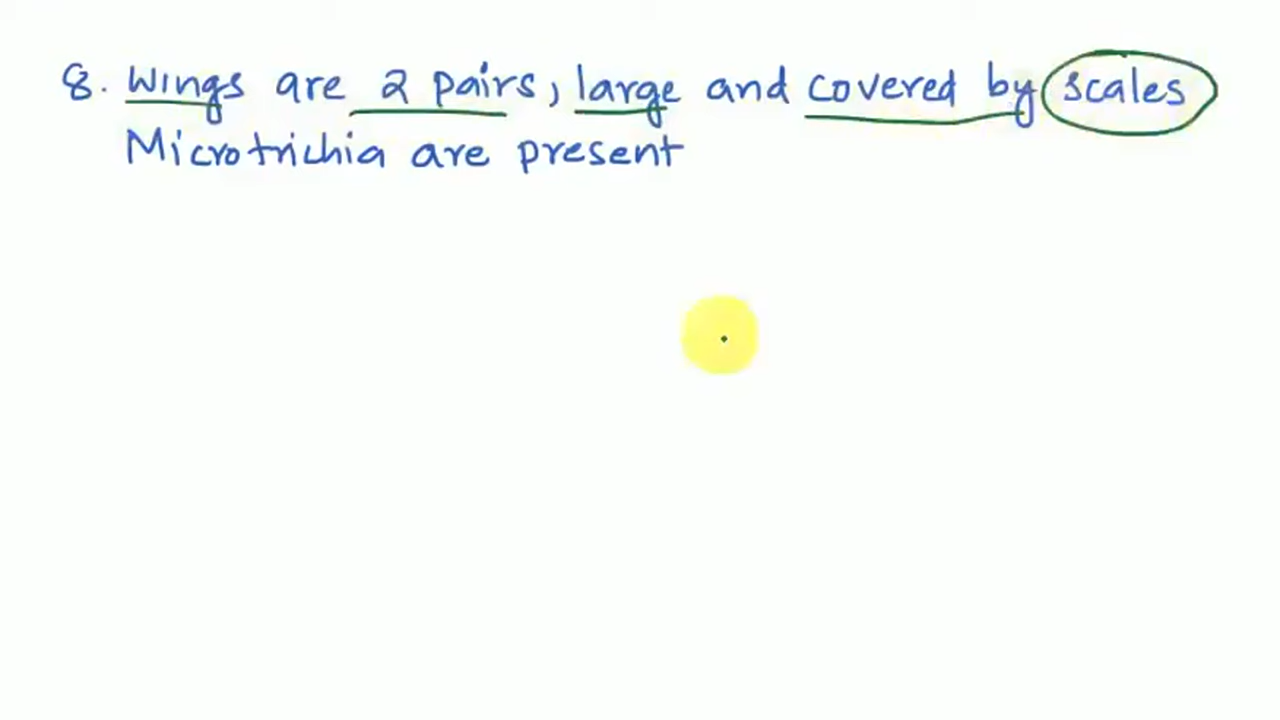 8. Wings are 2 pairs, large and covered by scales
Microtrichia are present